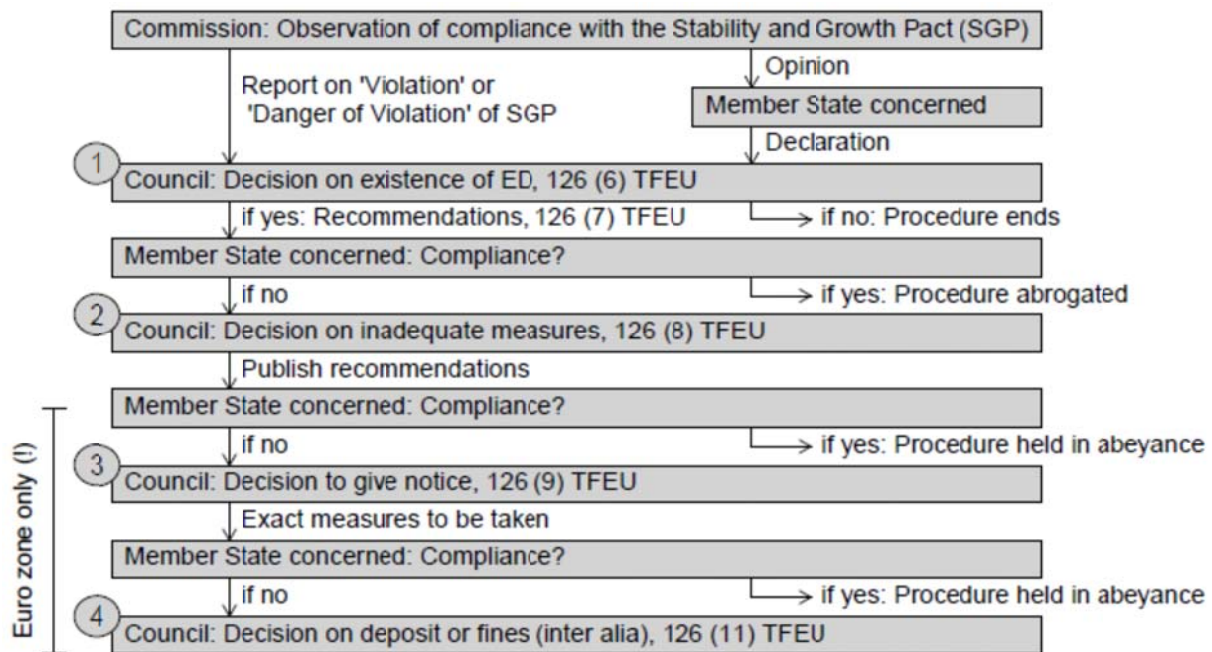 Commission: Observation of compliance with the Stability and Growth Pact (SGP)
Opinion
Report on 'Violation' or
'Danger of Violation' of SGP
Member State concerned
Declaration
1
Council: Decision on existence of ED, 126 (6) TFEU
if yes: Recommendations, 126 (7) TFEU
if no: Procedure ends
Member State concerned: Compliance?
if no
if yes: Procedure abrogated
2
Council: Decision on inadequate measures, 126 (8) TFEU
Publish recommendations
Euro zone only (!)
Member State concerned: Compliance?
if no
if yes: Procedure held in abeyance
3
Council: Decision to give notice, 126 (9) TFEU
Exact measures to be taken
Member State concerned: Compliance?
if no
if yes: Procedure held in abeyance
4
Council: Decision on deposit or fines (inter alia), 126 (11) TFEU